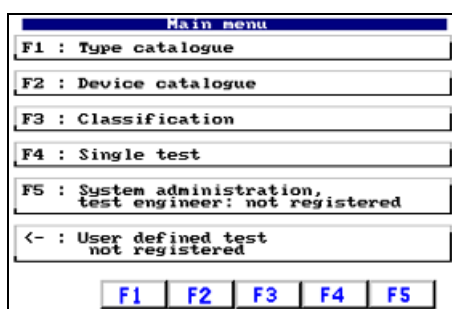 Main menu
F1 : Type catalogue
F2 : Device catalogue
F3 : Classification
F4 : Single test
F5 : System administration,
test engineer: not registered
<- : User defined test
not registered
F1 F2 F3 F4 F5